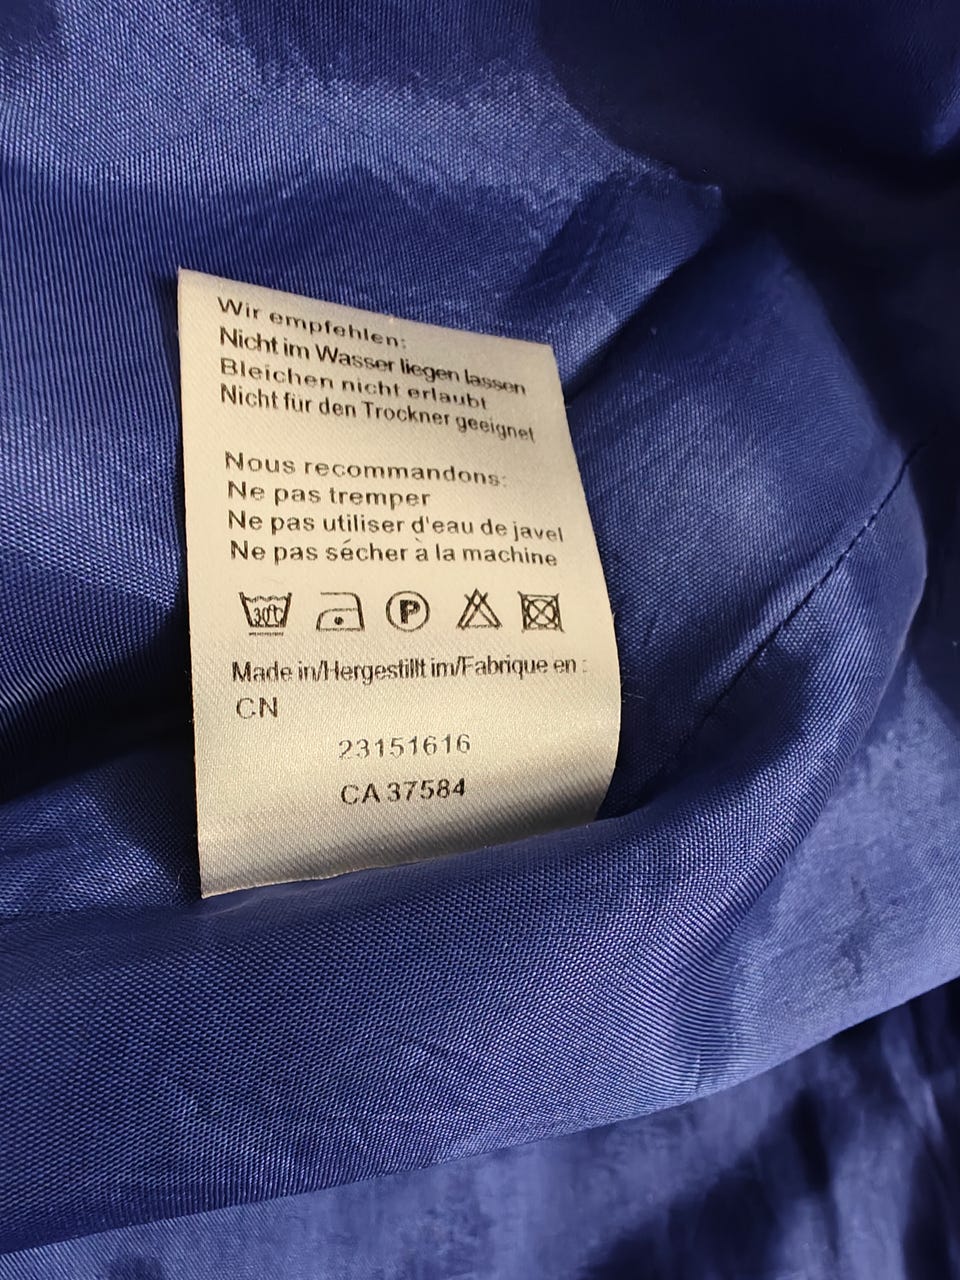 Wir empfehlen:
Nicht im Wasser liegen lassen
Bleichen nicht erlaubt
Nicht für den Trockner geeignet
Nous recommandons:
Ne pas tremper
Ne pas utiliser d'eau de javel
Ne pas sécher à la machine
30°C P
Made in/Hergestillt im/Fabrique en :
CN
23151616
CA 37584